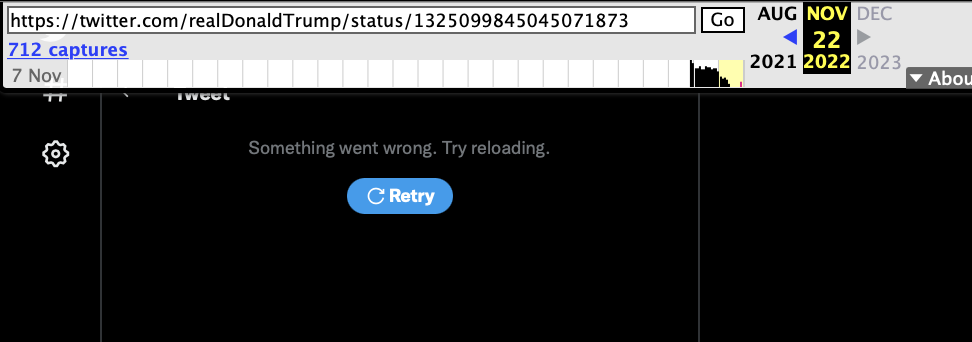 https://twitter.com/realDonaldTrump/status/1325099845045071873 Go AUG NOV DEC
712 captures 22
7 Nov 2021 2022 2023
▼ Abou
Tweet
Something went wrong. Try reloading.
Retry